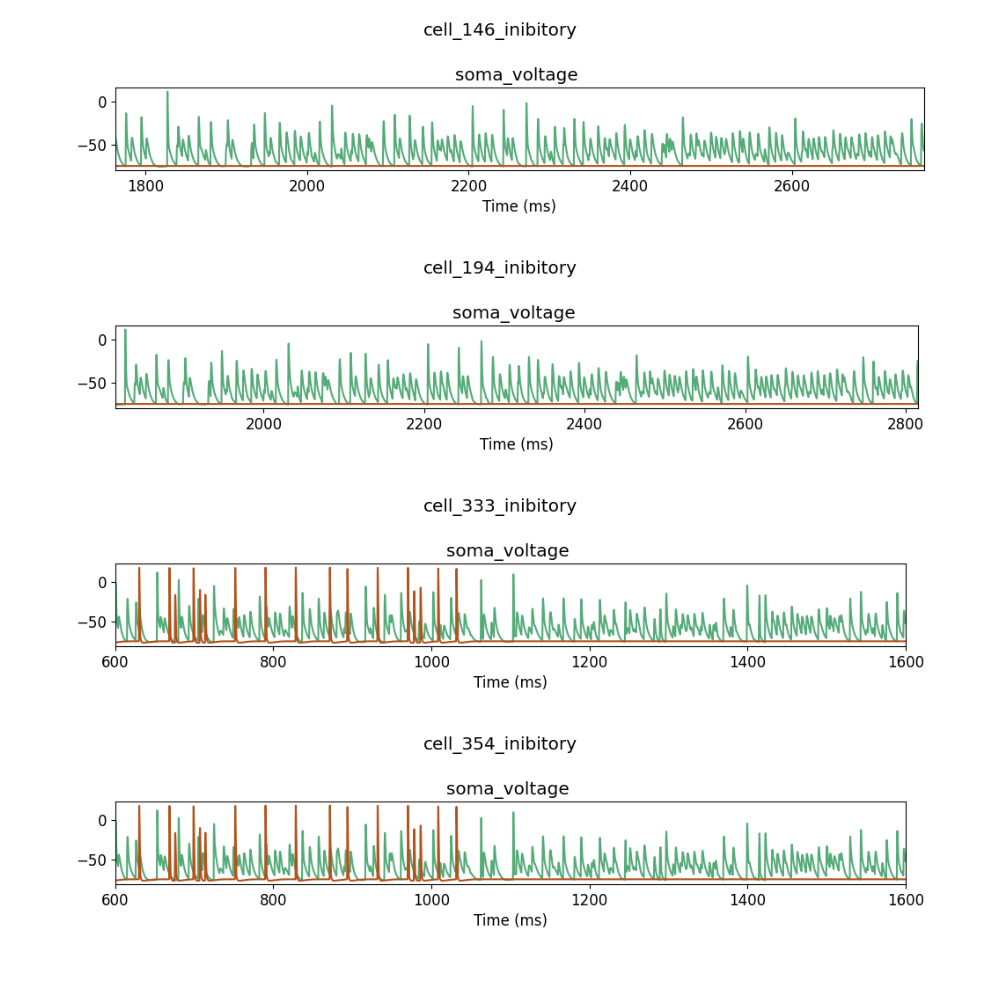 cell_146_inibitory
soma_voltage
0
−50
1800 2000 2200 2400 2600
Time (ms)
cell_194_inibitory
soma_voltage
0
−50
2000 2200 2400 2600 2800
Time (ms)
cell_333_inibitory
soma_voltage
0
−50
600 800 1000 1200 1400 1600
Time (ms)
cell_354_inibitory
soma_voltage
0
−50
600 800 1000 1200 1400 1600
Time (ms)